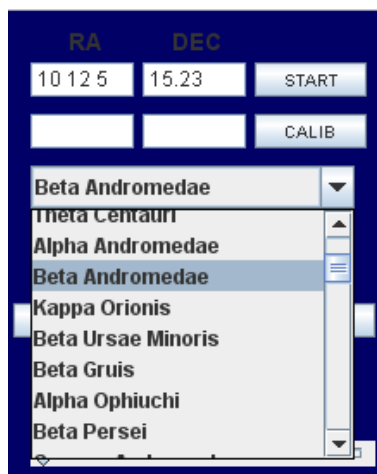 RA DEC
10 12 5 15.23 START
CALIB
Beta Andromedae
Theta Centauri
Alpha Andromedae
Beta Andromedae
Kappa Orionis
Beta Ursae Minoris
Beta Gruis
Alpha Ophiuchi
Beta Persei